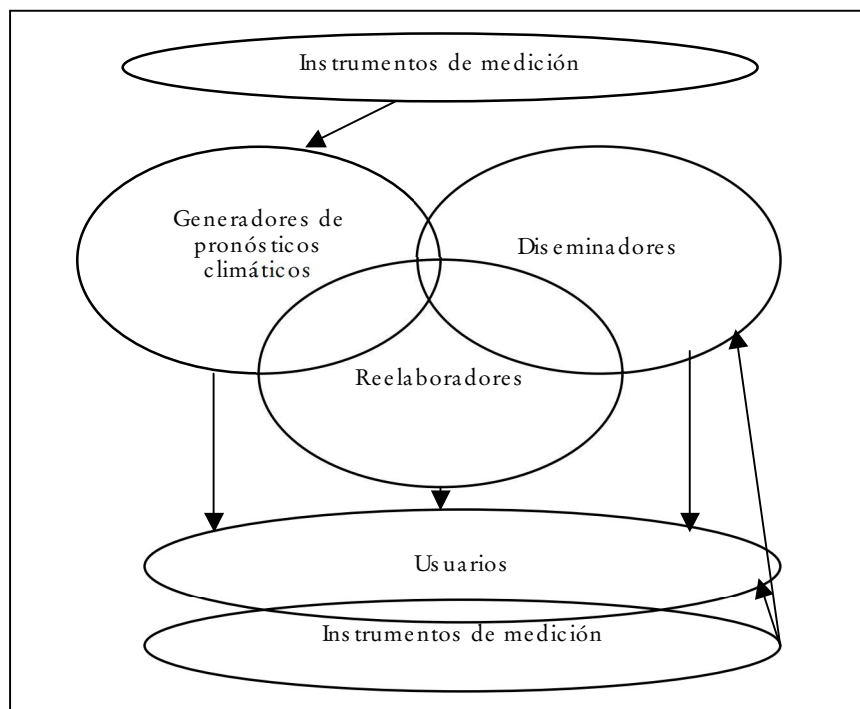 Instrumentos de medición
Generadores de
pronósticos
climáticos
Diseminadores
Reelaboradores
Usuarios
Instrumentos de medición